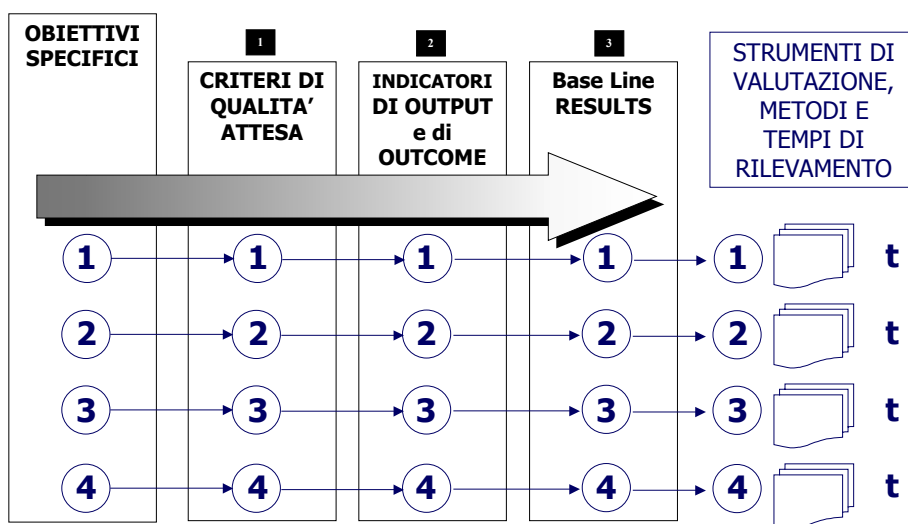 OBIETTIVI
SPECIFICI
1
CRITERI DI
QUALITA’
ATTESA
2
INDICATORI
DI OUTPUT
e di
OUTCOME
3
Base Line
RESULTS
STRUMENTI DI
VALUTAZIONE,
METODI E
TEMPI DI
RILEVAMENTO
1 1 1 1 1 t
2 2 2 2 2 t
3 3 3 3 3 t
4 4 4 4 4 t